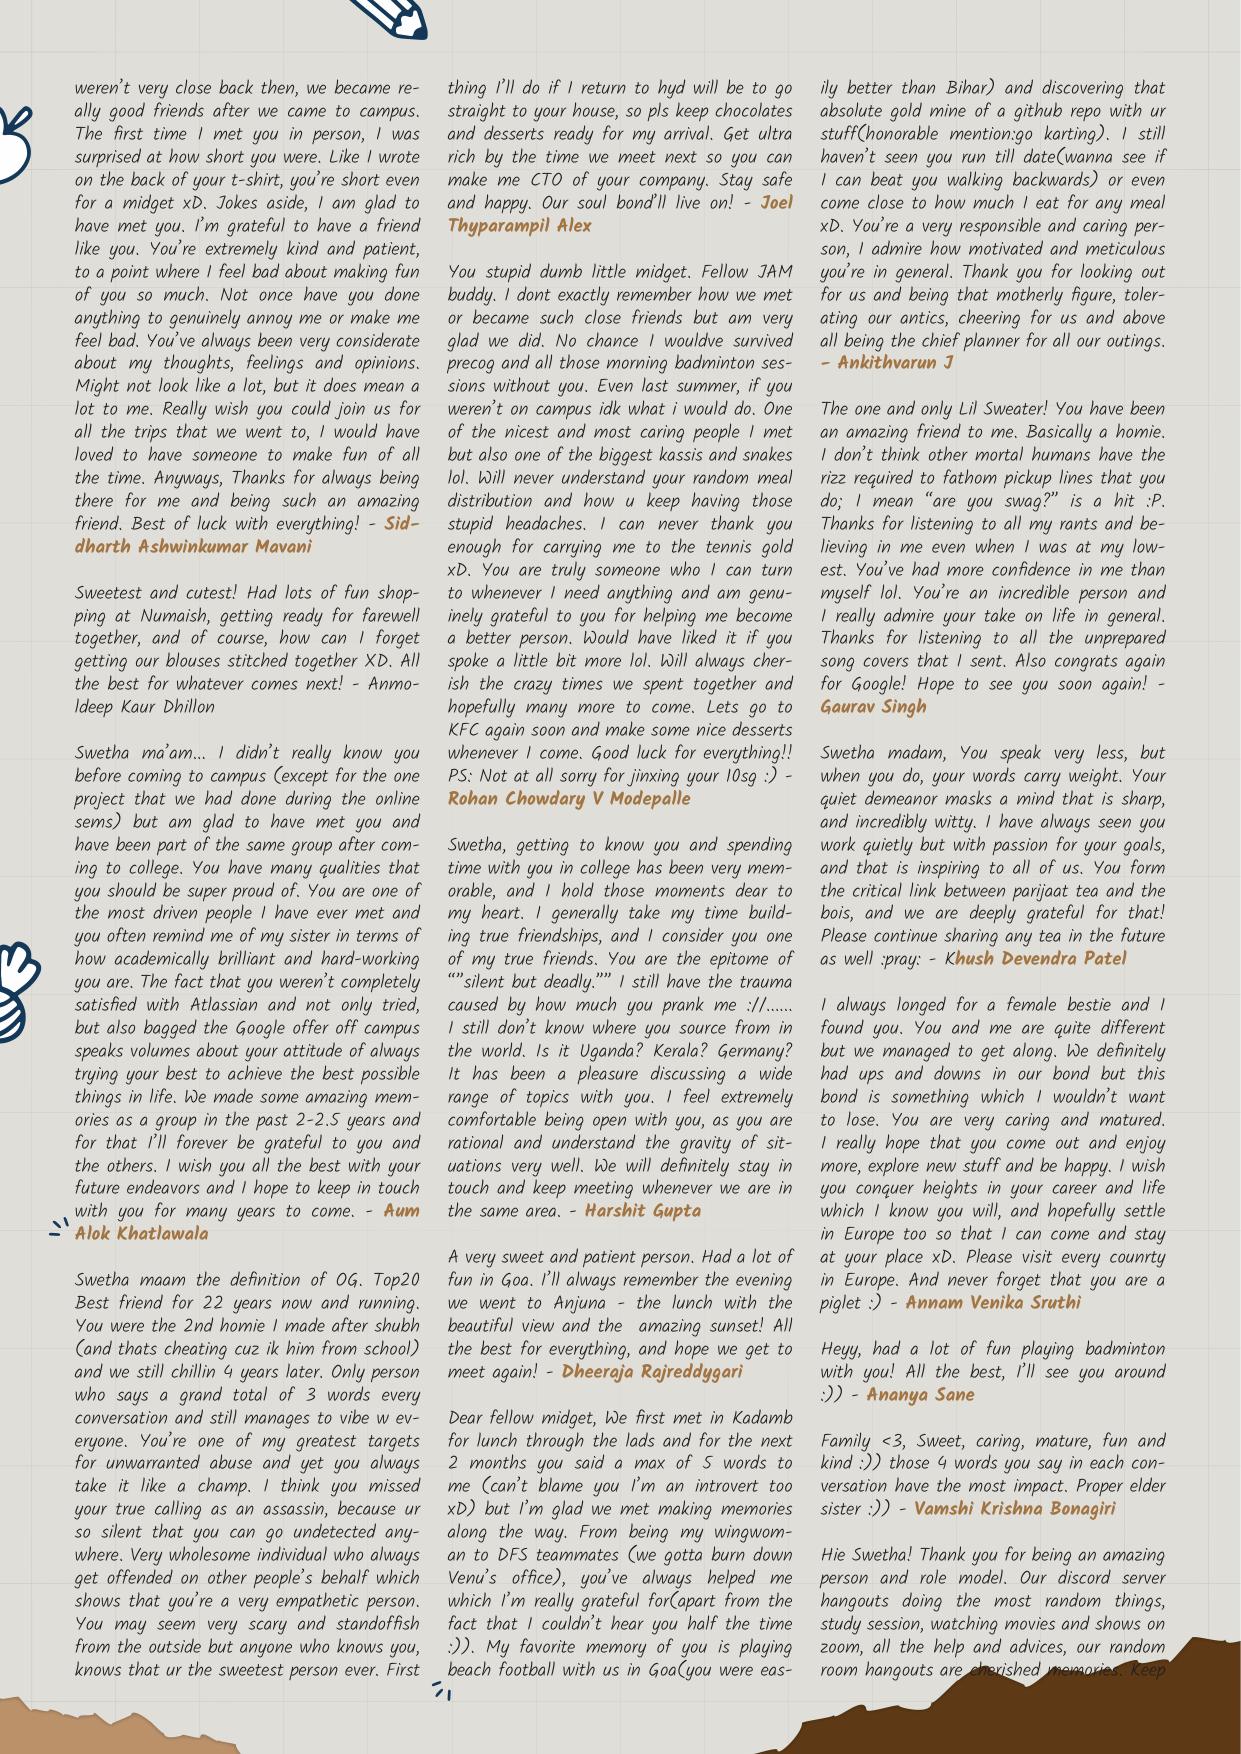 weren't very close back then, we became re-
ally good friends after we came to campus.
The first time I met you in person, I was
surprised at how short you were. Like I wrote
on the back of your t-shirt, you're short even
for a midget xD. Jokes aside, I am glad to
have met you. I'm grateful to have a friend
like you. You're extremely kind and patient,
to a point where I feel bad about making fun
of you so much. Not once have you done
anything to genuinely annoy me or make me
feel bad. You've always been very considerate
about my thoughts, feelings and opinions.
Might not look like a lot, but it does mean a
lot to me. Really wish you could join us for
all the trips that we went to, I would have
loved to have someone to make fun of all
the time. Anyways, Thanks for always being
there for me and being such an amazing
friend. Best of luck with everything! - Sid-
dharth Ashwinkumar Mavani
Sweetest and cutest! Had lots of fun shop-
ping at Numaish, getting ready for farewell
together, and of course, how can I forget
getting our blouses stitched together XD. All
the best for whatever comes next! - Anmo-
ldeep Kaur Dhillon
Swetha ma'am... I didn't really know you
before coming to campus (except for the one
project that we had done during the online
sems) but am glad to have met you and
have been part of the same group after com-
ing to college. You have many qualities that
you should be super proud of. You are one of
the most driven people I have ever met and
you often remind me of my sister in terms of
how academically brilliant and hard-working
you are. The fact that you weren't completely
satisfied with Atlassian and not only tried,
but also bagged the Google offer off campus
speaks volumes about your attitude of always
trying your best to achieve the best possible
things in life. We made some amazing mem-
ories as a group in the past 2-2.5 years and
for that I'll forever be grateful to you and
the others. I wish you all the best with your
future endeavors and I hope to keep in touch
with you for many years to come. - Aum
Alok Khatlawala
Swetha maam the definition of OG. Top20
Best friend for 22 years now and running.
You were the 2nd homie I made after shubh
(and thats cheating cuz ik him from school)
and we still chillin 4 years later. Only person
who says a grand total of 3 words every
conversation and still manages to vibe w ev-
eryone. You're one of my greatest targets
for unwarranted abuse and yet you always
take it like a champ. I think you missed
your true calling as an assassin, because ur
so silent that you can go undetected any-
where. Very wholesome individual who always
get offended on other people's behalf which
shows that you're a very empathetic person.
You may seem very scary and standoffish
from the outside but anyone who knows you,
knows that ur the sweetest person ever. First
thing I'll do if I return to hyd will be to go
straight to your house, so pls keep chocolates
and desserts ready for my arrival. Get ultra
rich by the time we meet next so you can
make me CTO of your company. Stay safe
and happy. Our soul bond'll live on! - Joel
Thyparampil Alex
You stupid dumb little midget. Fellow JAM
buddy. I dont exactly remember how we met
or became such close friends but am very
glad we did. No chance I wouldve survived
precog and all those morning badminton ses-
sions without you. Even last summer, if you
weren't on campus idk what i would do. One
of the nicest and most caring people I met
but also one of the biggest kassis and snakes
lol. Will never understand your random meal
distribution and how u keep having those
stupid headaches. I can never thank you
enough for carrying me to the tennis gold
xD. You are truly someone who I can turn
to whenever I need anything and am genu-
inely grateful to you for helping me become
a better person. Would have liked it if you
spoke a little bit more lol. Will always cher-
ish the crazy times we spent together and
hopefully many more to come. Lets go to
KFC again soon and make some nice desserts
whenever I come. Good luck for everything!!
PS: Not at all sorry for jinxing your 10sg :) -
Rohan Chowdary V Modepalle
Swetha, getting to know you and spending
time with you in college has been very mem-
orable, and I hold those moments dear to
my heart. I generally take my time build-
ing true friendships, and I consider you one
of my true friends. You are the epitome of
“”silent but deadly.”” I still have the trauma
caused by how much you prank me ://......
I still don't know where you source from in
the world. Is it Uganda? Kerala? Germany?
It has been a pleasure discussing a wide
range of topics with you. I feel extremely
comfortable being open with you, as you are
rational and understand the gravity of sit-
uations very well. We will definitely stay in
touch and keep meeting whenever we are in
the same area. - Harshit Gupta
A very sweet and patient person. Had a lot of
fun in Goa. I'll always remember the evening
we went to Anjuna - the lunch with the
beautiful view and the amazing sunset! All
the best for everything, and hope we get to
meet again! - Dheeraja Rajreddygari
Dear fellow midget, We first met in Kadamb
for lunch through the lads and for the next
2 months you said a max of 5 words to
me (can't blame you I'm an introvert too
xD) but I'm glad we met making memories
along the way. From being my wingwom-
an to DFS teammates (we gotta burn down
Venu's office), you've always helped me
which I'm really grateful for(apart from the
fact that I couldn't hear you half the time
:)). My favorite memory of you is playing
beach football with us in Goa(you were eas-
ily better than Bihar) and discovering that
absolute gold mine of a github repo with ur
stuff(honorable mention:go karting). I still
haven't seen you run till date(wanna see if
I can beat you walking backwards) or even
come close to how much I eat for any meal
xD. You're a very responsible and caring per-
son, I admire how motivated and meticulous
you're in general. Thank you for looking out
for us and being that motherly figure, toler-
ating our antics, cheering for us and above
all being the chief planner for all our outings.
- Ankithvarun J
The one and only Lil Sweater! You have been
an amazing friend to me. Basically a homie.
I don't think other mortal humans have the
rizz required to fathom pickup lines that you
do; I mean “are you swag?” is a hit :P.
Thanks for listening to all my rants and be-
lieving in me even when I was at my low-
est. You've had more confidence in me than
myself lol. You're an incredible person and
I really admire your take on life in general.
Thanks for listening to all the unprepared
song covers that I sent. Also congrats again
for Google! Hope to see you soon again! -
Gaurav Singh
Swetha madam, You speak very less, but
when you do, your words carry weight. Your
quiet demeanor masks a mind that is sharp,
and incredibly witty. I have always seen you
work quietly but with passion for your goals,
and that is inspiring to all of us. You form
the critical link between parijaat tea and the
bois, and we are deeply grateful for that!
Please continue sharing any tea in the future
as well :pray: - Khush Devendra Patel
I always longed for a female bestie and I
found you. You and me are quite different
but we managed to get along. We definitely
had ups and downs in our bond but this
bond is something which I wouldn't want
to lose. You are very caring and matured.
I really hope that you come out and enjoy
more, explore new stuff and be happy. I wish
you conquer heights in your career and life
which I know you will, and hopefully settle
in Europe too so that I can come and stay
at your place xD. Please visit every counrty
in Europe. And never forget that you are a
piglet :) - Annam Venika Sruthi
Heyy, had a lot of fun playing badminton
with you! All the best, I'll see you around
:)) - Ananya Sane
Family <3, Sweet, caring, mature, fun and
kind :)) those 4 words you say in each con-
versation have the most impact. Proper elder
sister :)) - Vamshi Krishna Bonagiri
Hie Swetha! Thank you for being an amazing
person and role model. Our discord server
hangouts doing the most random things,
study session, watching movies and shows on
zoom, all the help and advices, our random
room hangouts are cherished memories. Keep